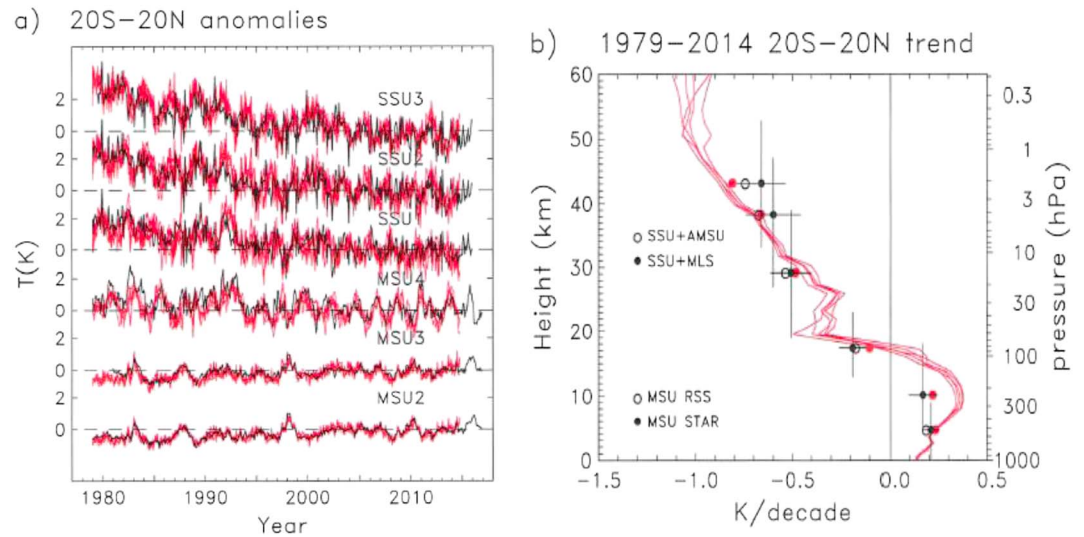 a) 20S-20N anomalies
SSU3
SSU2
SSU1
MSU4
MSU3
MSU2
2
0
2
0
2
0
2
0
2
0
2
0
T(K)
1980 1990 2000 2010
Year
b) 1979-2014 20S-20N trend
60
50
40
30
20
10
0
Height (km)
SSU+AMSU
SSU+MLS
MSU RSS
MSU STAR
0.3
1
3
10
30
100
300
1000
pressure (hPa)
-1.5 -1.0 -0.5 0.0 0.5
K/decade